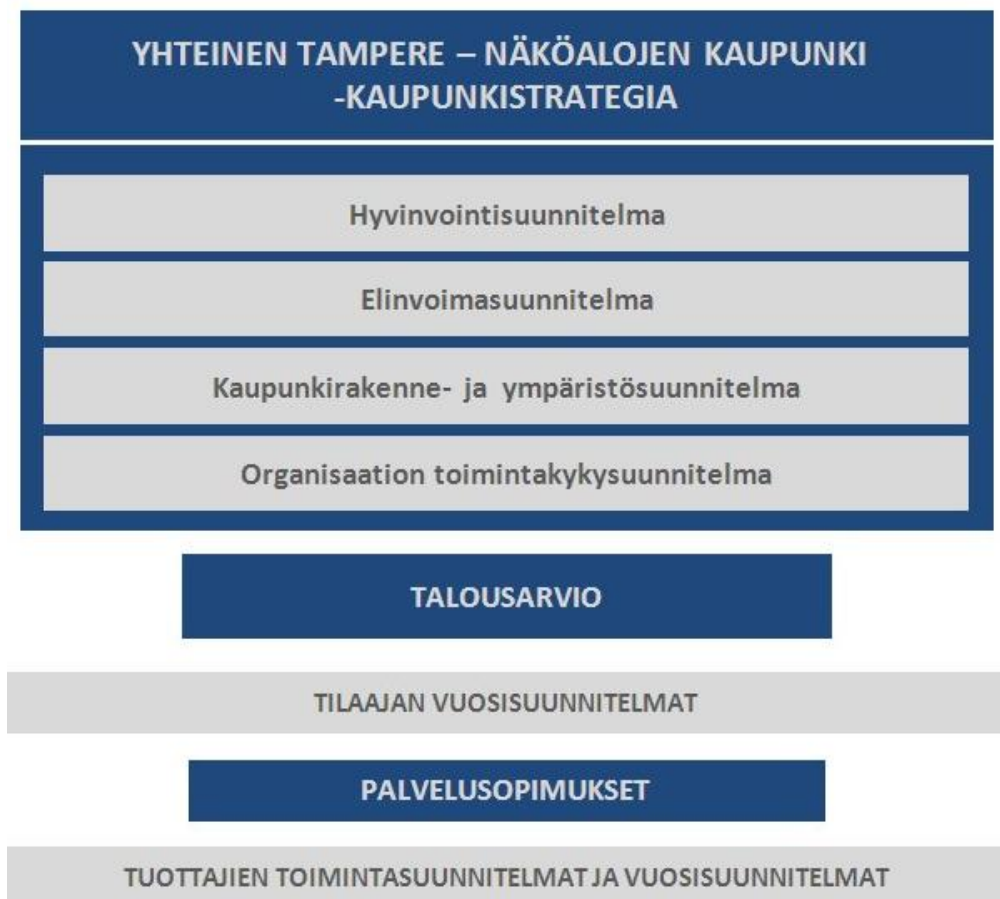 YHTEINEN TAMPERE – NÄKÖALOJEN KAUPUNKI
-KAUPUNKISTRATEGIA
Hyvinvointisuunnitelma
Elinvoimasuunnitelma
Kaupunkirakenne- ja ympäristösuunnitelma
Organisaation toimintakykysuunnitelma
TALOUSARVIO
TILAAJAN VUOSISUUNNITELMAT
PALVELUSOPIMUKSET
TUOTTAJIEN TOIMINTASUUNNITELMAT JA VUOSISUUNNITELMAT